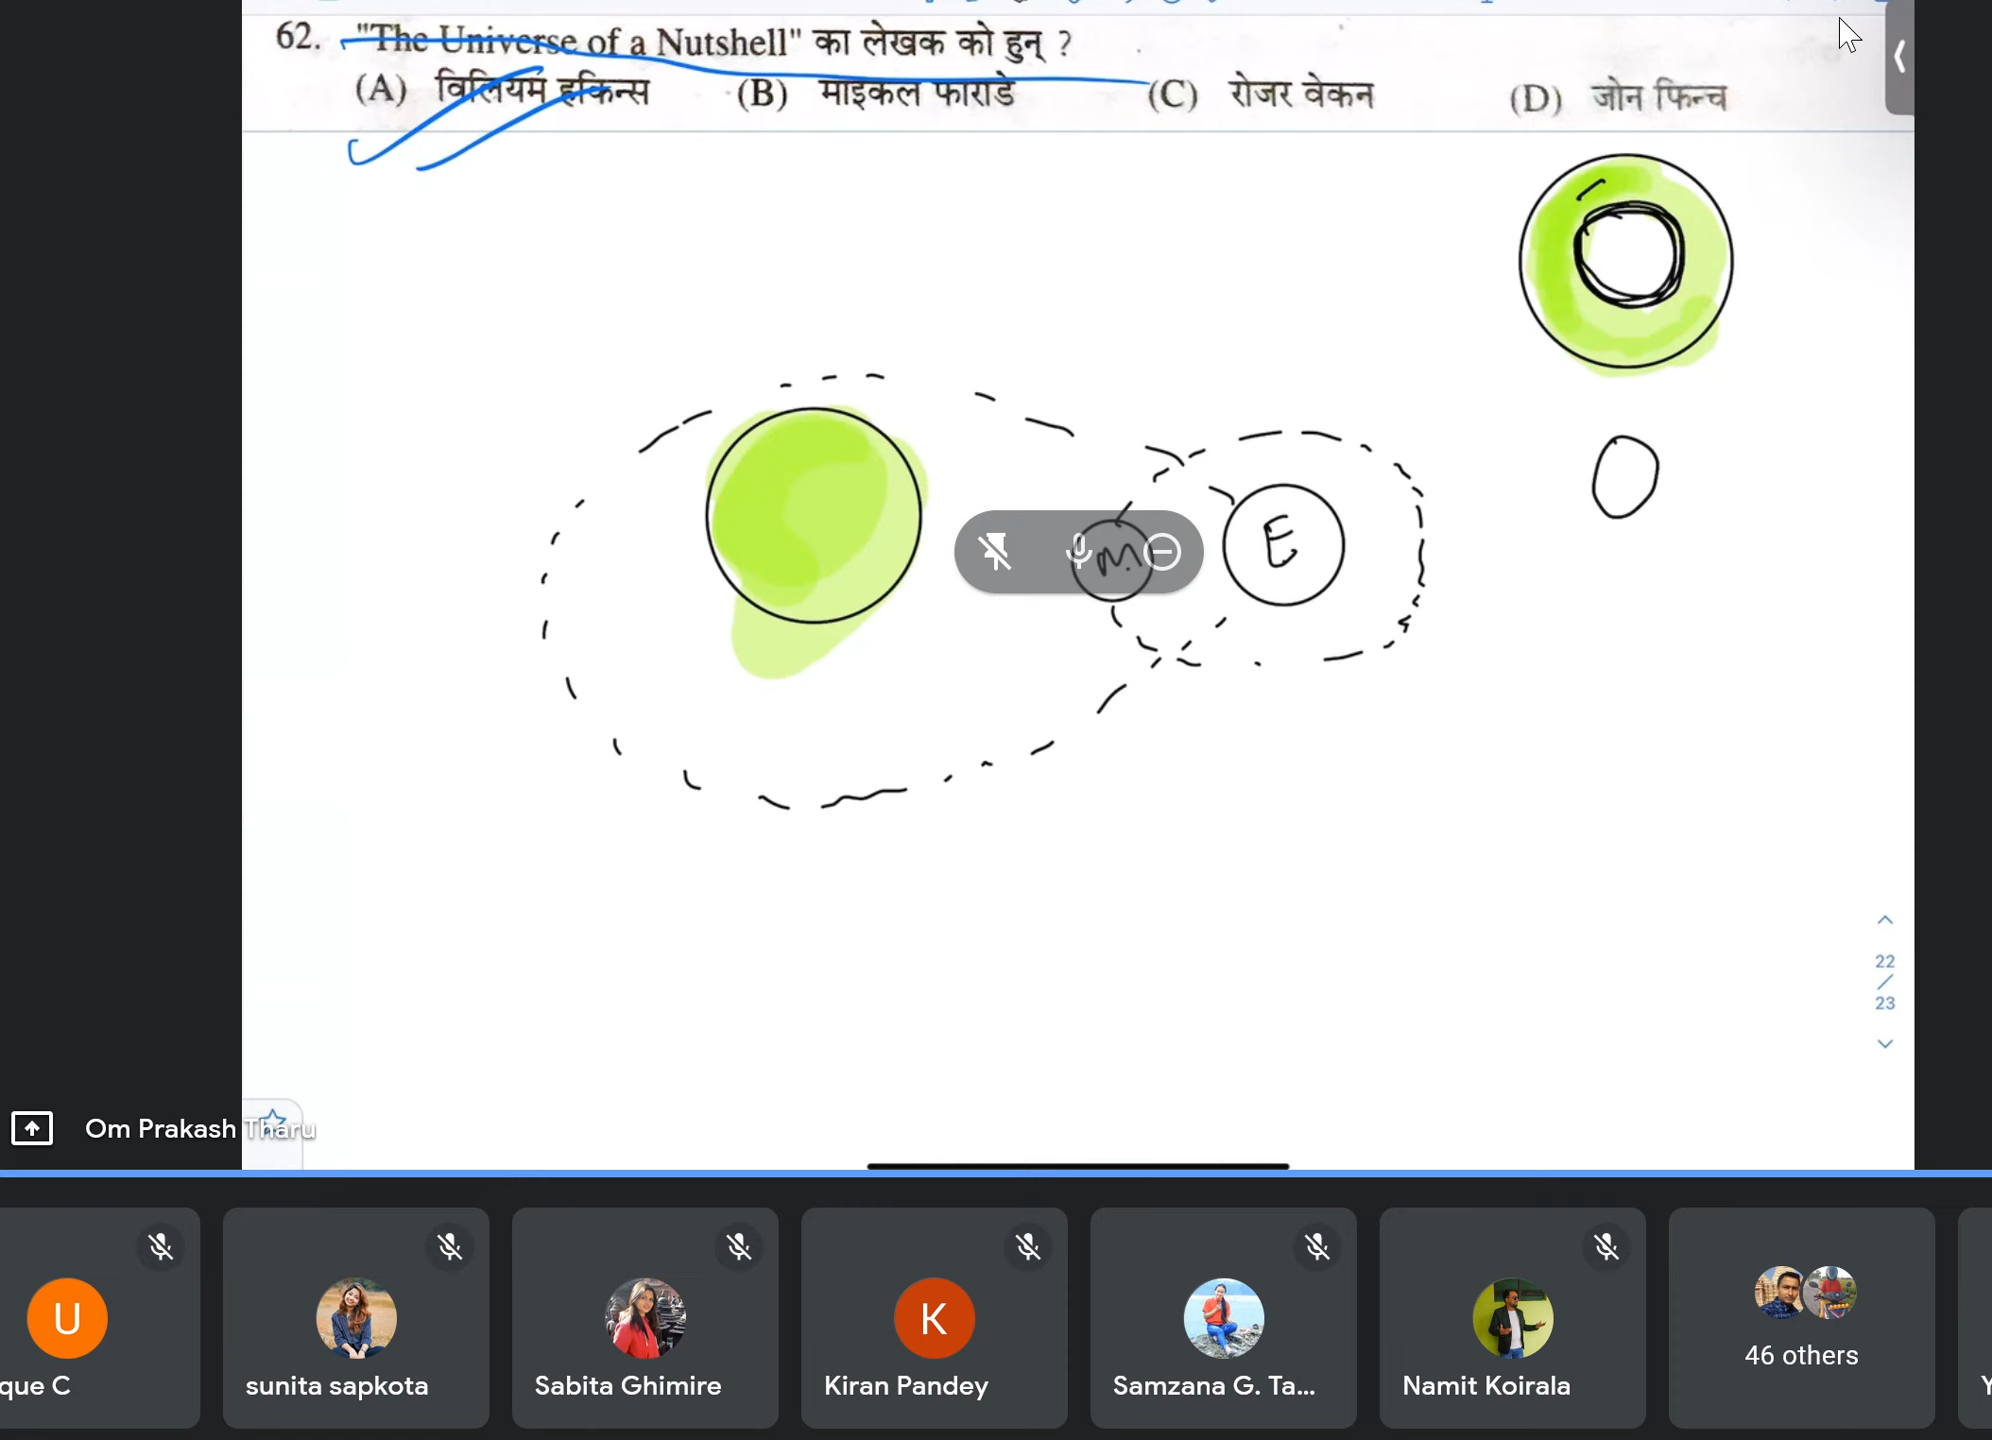 62. "The Universe of a Nutshell" का लेखक को हुन् ?
(A) विलियम हकिन्स (B) माइकल फाराडे (C) रोजर वेकन (D) जोन फिन्च
M
E
22
/
23
Om Prakash Tharu
U
K
que C
sunita sapkota
Sabita Ghimire
Kiran Pandey
Samzana G. Ta...
Namit Koirala
46 others
Y